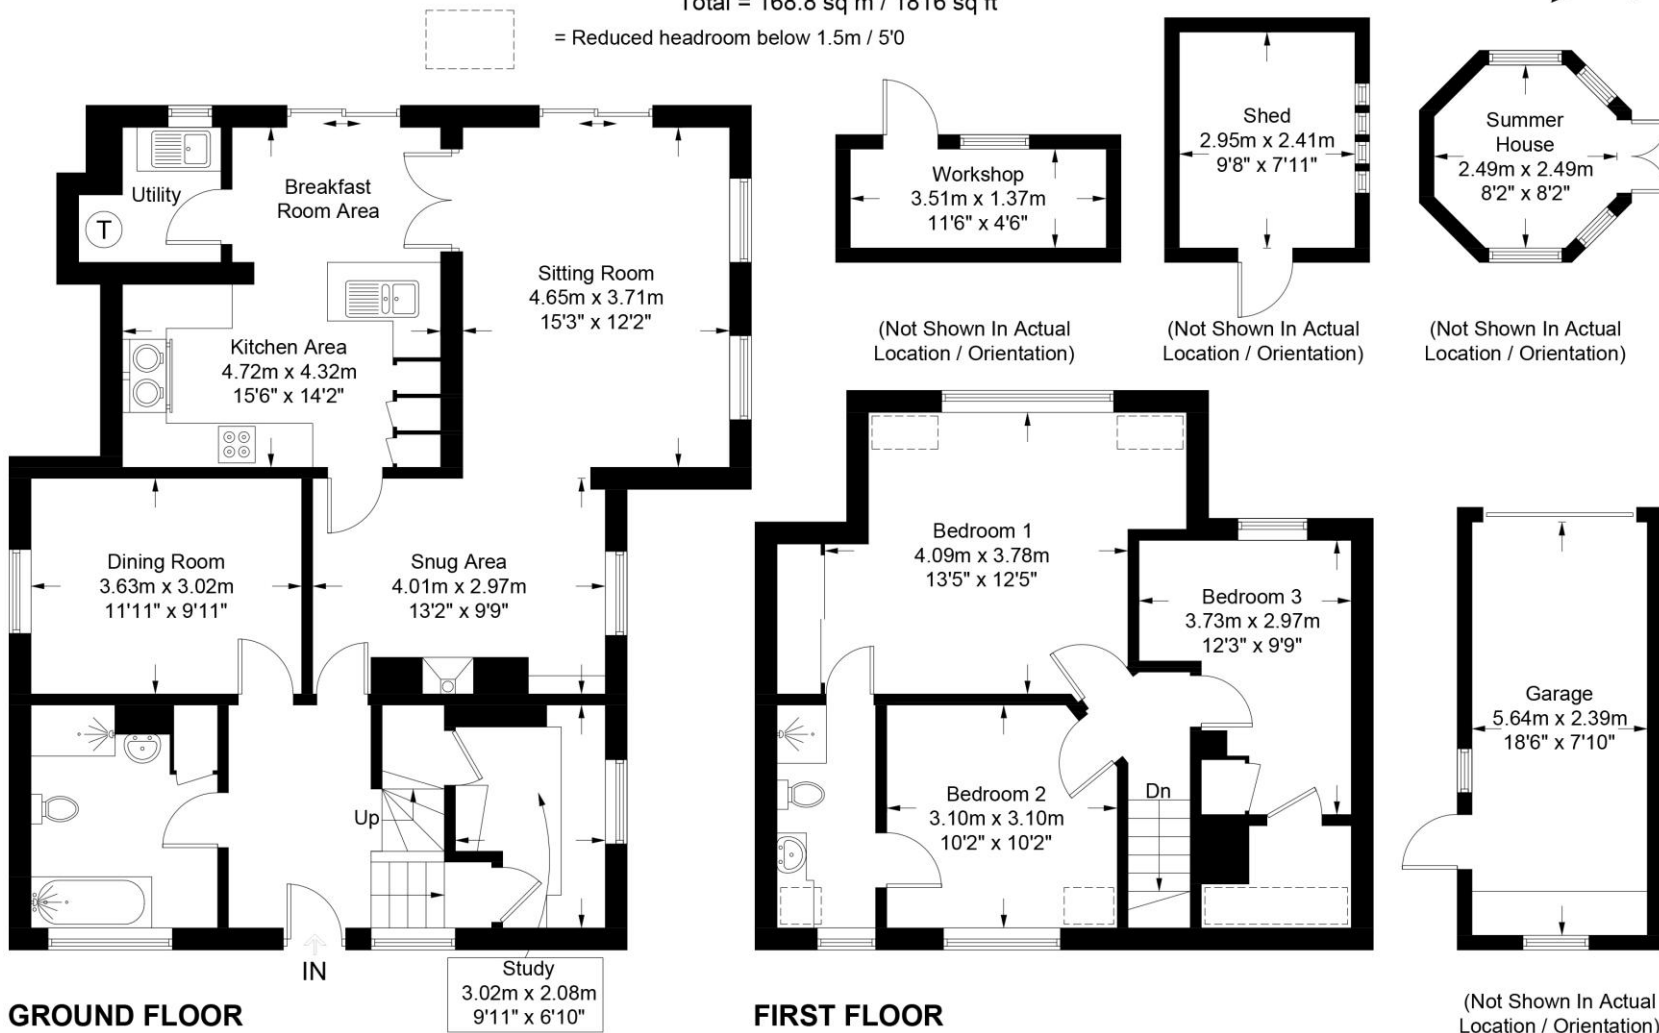 Total = 168.8 sq m / 1816 sq ft
= Reduced headroom below 1.5m / 5'0
Utility
T
Breakfast
Room Area
Sitting Room
4.65m x 3.71m
15'3" x 12'2"
Kitchen Area
4.72m x 4.32m
15'6" x 14'2"
Dining Room
3.63m x 3.02m
11'11" x 9'11"
Snug Area
4.01m x 2.97m
13'2" x 9'9"
Up
IN
Study
3.02m x 2.08m
9'11" x 6'10"
GROUND FLOOR
Workshop
3.51m x 1.37m
11'6" x 4'6"
(Not Shown In Actual
Location / Orientation)
Shed
2.95m x 2.41m
9'8" x 7'11"
(Not Shown In Actual
Location / Orientation)
Summer
House
2.49m x 2.49m
8'2" x 8'2"
(Not Shown In Actual
Location / Orientation)
Bedroom 1
4.09m x 3.78m
13'5" x 12'5"
Bedroom 3
3.73m x 2.97m
12'3" x 9'9"
Bedroom 2
3.10m x 3.10m
10'2" x 10'2"
Dn
FIRST FLOOR
Garage
5.64m x 2.39m
18'6" x 7'10"
(Not Shown In Actual
Location / Orientation)